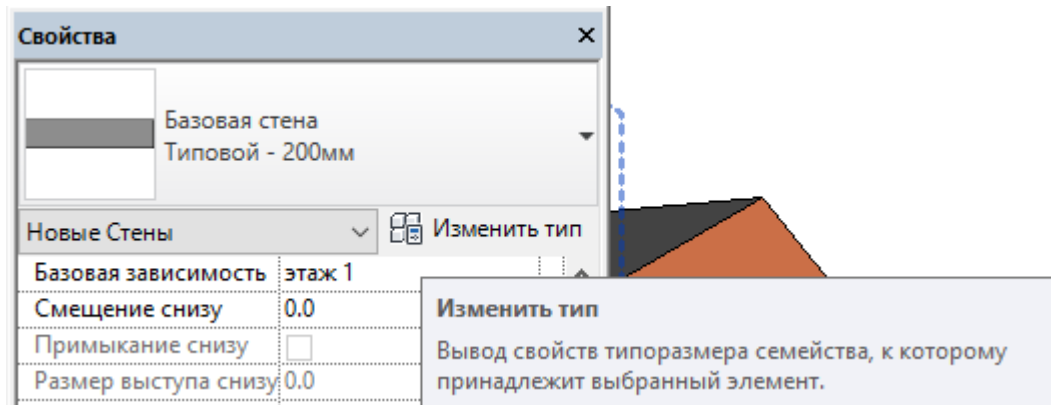 Свойства
Базовая стена
Типовой - 200мм
Новые Стены
Изменить тип
Базовая зависимость этаж 1
Смещение снизу 0.0
Примыкание снизу
Размер выступа снизу 0.0
Изменить тип
Вывод свойств типоразмера семейства, к которому
принадлежит выбранный элемент.